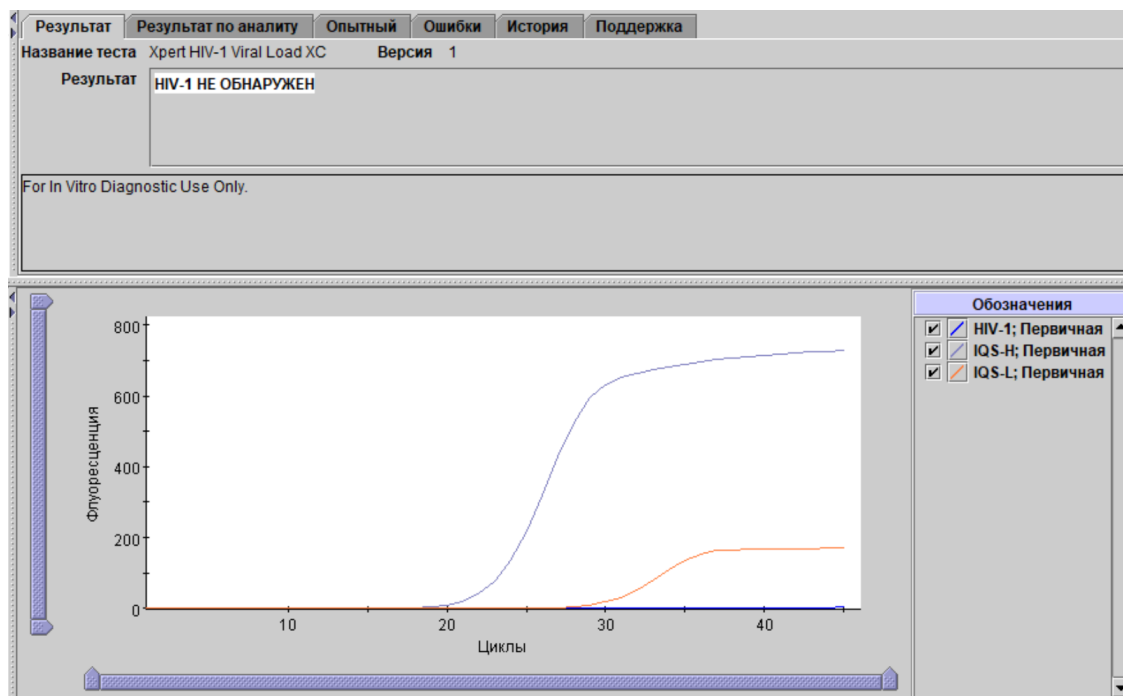 Результат Результат по аналиту Опытный Ошибки История Поддержка
Название теста Xpert HIV-1 Viral Load XC Версия 1
Результат HIV-1 НЕ ОБНАРУЖЕН
For In Vitro Diagnostic Use Only.
Обозначения
HIV-1; Первичная
IQS-H; Первичная
IQS-L; Первичная
Флуоресценция
800
600
400
200
0
10 20 30 40
Циклы